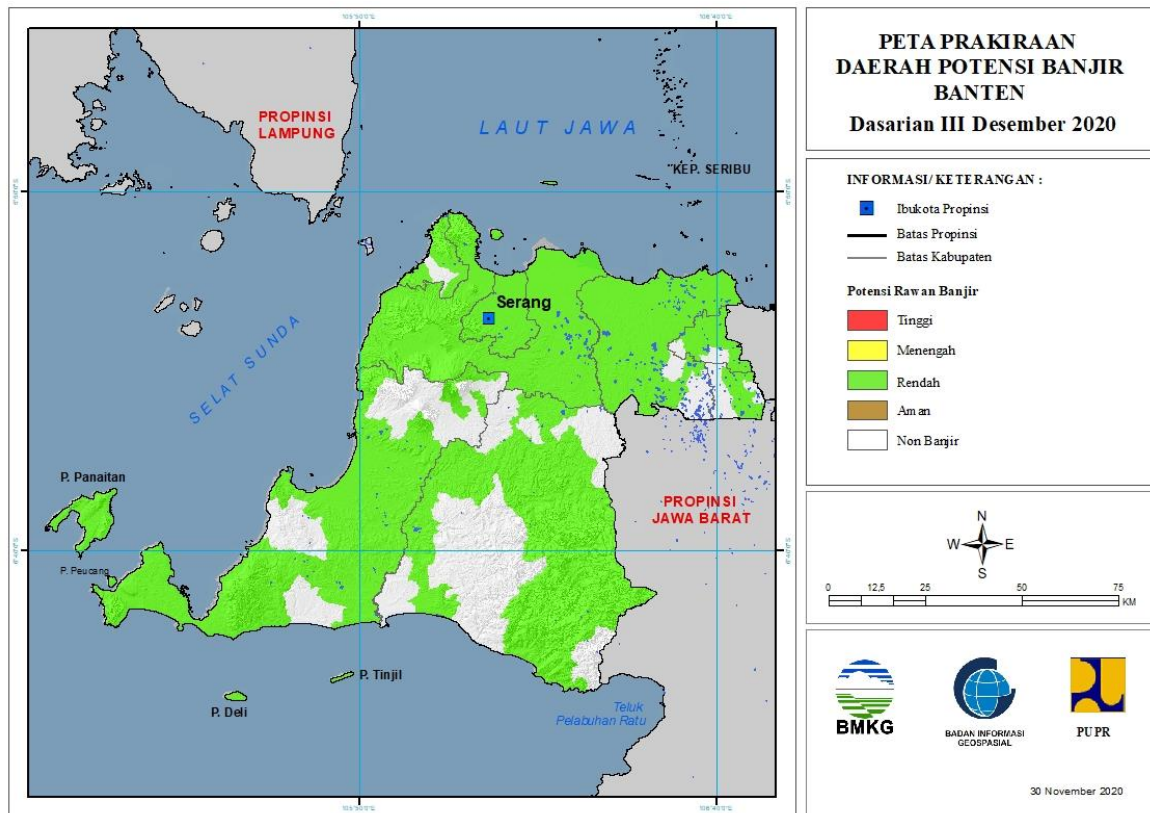 PETA PRAKIRAAN
DAERAH POTENSI BANJIR
BANTEN
Dasarian III Desember 2020
INFORMASI/ KETERANGAN :
Ibukota Propinsi
Batas Propinsi
Batas Kabupaten
Potensi Rawan Banjir
Tinggi
Menengah
Rendah
Aman
Non Banjir
N
W E
S
0 12,5 25 50 75
KM
BMKG
BADAN INFORMASI
GEOSPASIAL
PUPR
30 November 2020
PROPINSI
LAMPUNG
LAUT JAWA
KEP. SERIBU
Serang
SELAT SUNDA
P. Panaitan
PROPINSI
JAWA BARAT
P. Peucang
P. Tinjil
P. Deli
Teluk
Pelabuhan Ratu